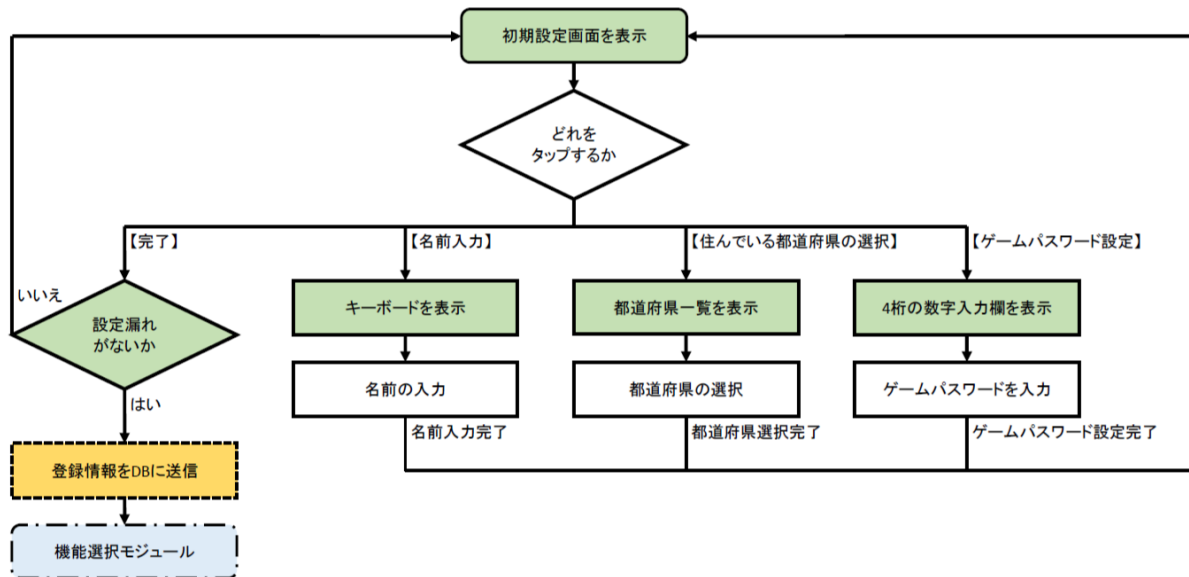 初期設定画面を表示
どれを
タップするか
【完了】
【名前入力】
【住んでいる都道府県の選択】
【ゲームパスワード設定】
いいえ
設定漏れ
がないか
キーボードを表示
都道府県一覧を表示
4桁の数字入力欄を表示
はい
名前の入力
都道府県の選択
ゲームパスワードを入力
名前入力完了
都道府県選択完了
ゲームパスワード設定完了
登録情報をDBに送信
機能選択モジュール